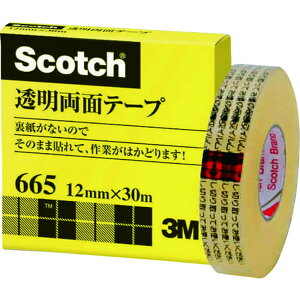 Scotch®
透明両面テープ
裏紙がないので
そのまま貼れて、作業がはかどります!
665 12mm×30m
TM
3M
Scotch Brand